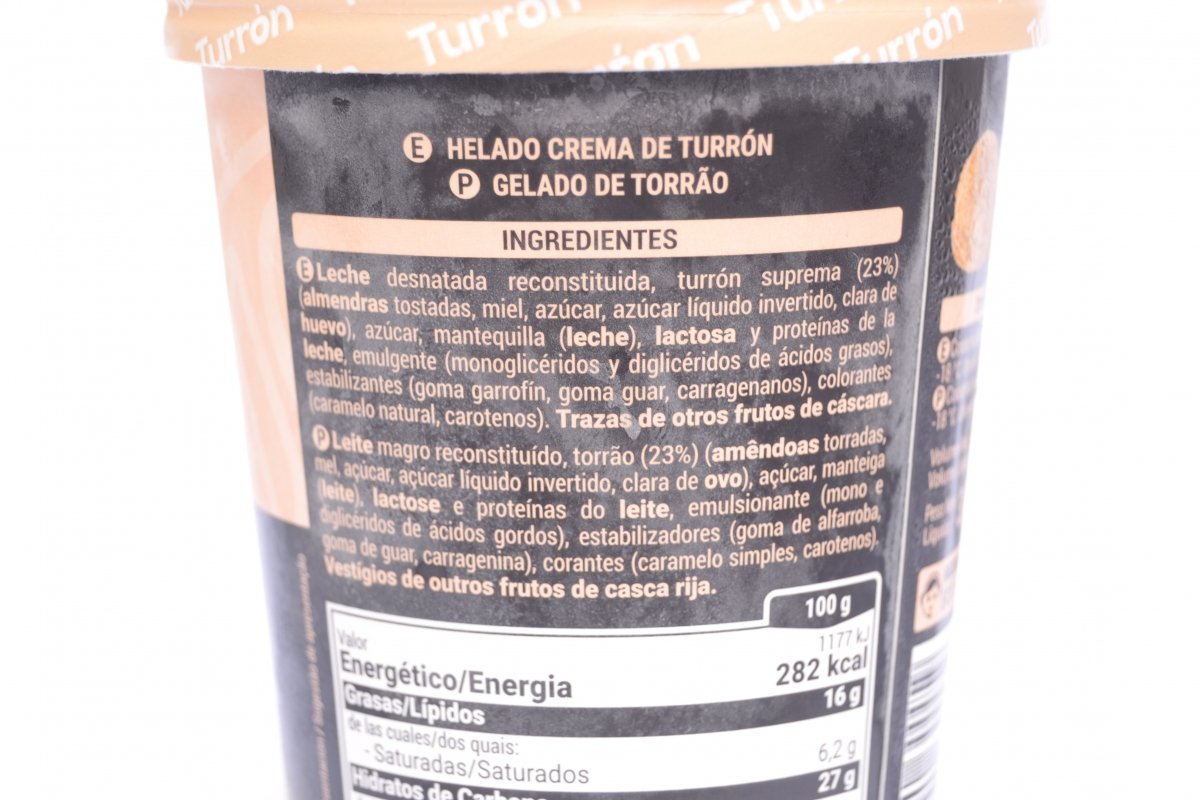 Turrón
Turrón
Turrón
Turrón
E HELADO CREMA DE TURRÓN
P GELADO DE TORRÃO
INGREDIENTES
E Leche desnatada reconstituida, turrón suprema (23%)
(almendras tostadas, miel, azúcar, azúcar líquido invertido, clara de
huevo), azúcar, mantequilla (leche), lactosa y proteínas de la
leche, emulgente (monoglicéridos y diglicéridos de ácidos grasos),
estabilizantes (goma garrofín, goma guar, carragenanos), colorantes
(caramelo natural, carotenos). Trazas de otros frutos de cáscara.
P Leite magro reconstituído, torrão (23%) (amêndoas torradas,
mel, açúcar, açúcar líquido invertido, clara de ovo), açúcar, manteiga
(leite), lactose e proteínas do leite, emulsionante (mono e
diglicéridos de ácidos gordos), estabilizadores (goma de alfarroba,
goma de guar, carragenina), corantes (caramelo simples, carotenos).
Vestígios de outros frutos de casca rija.
100 g
Valor 1177 kJ
Energético/Energia 282 kcal
Grasas/Lípidos 16 g
de las cuales/dos quais:
- Saturadas/Saturados 6,2 g
Hidratos de Carbono 27 g
E
-18°
P
-18°